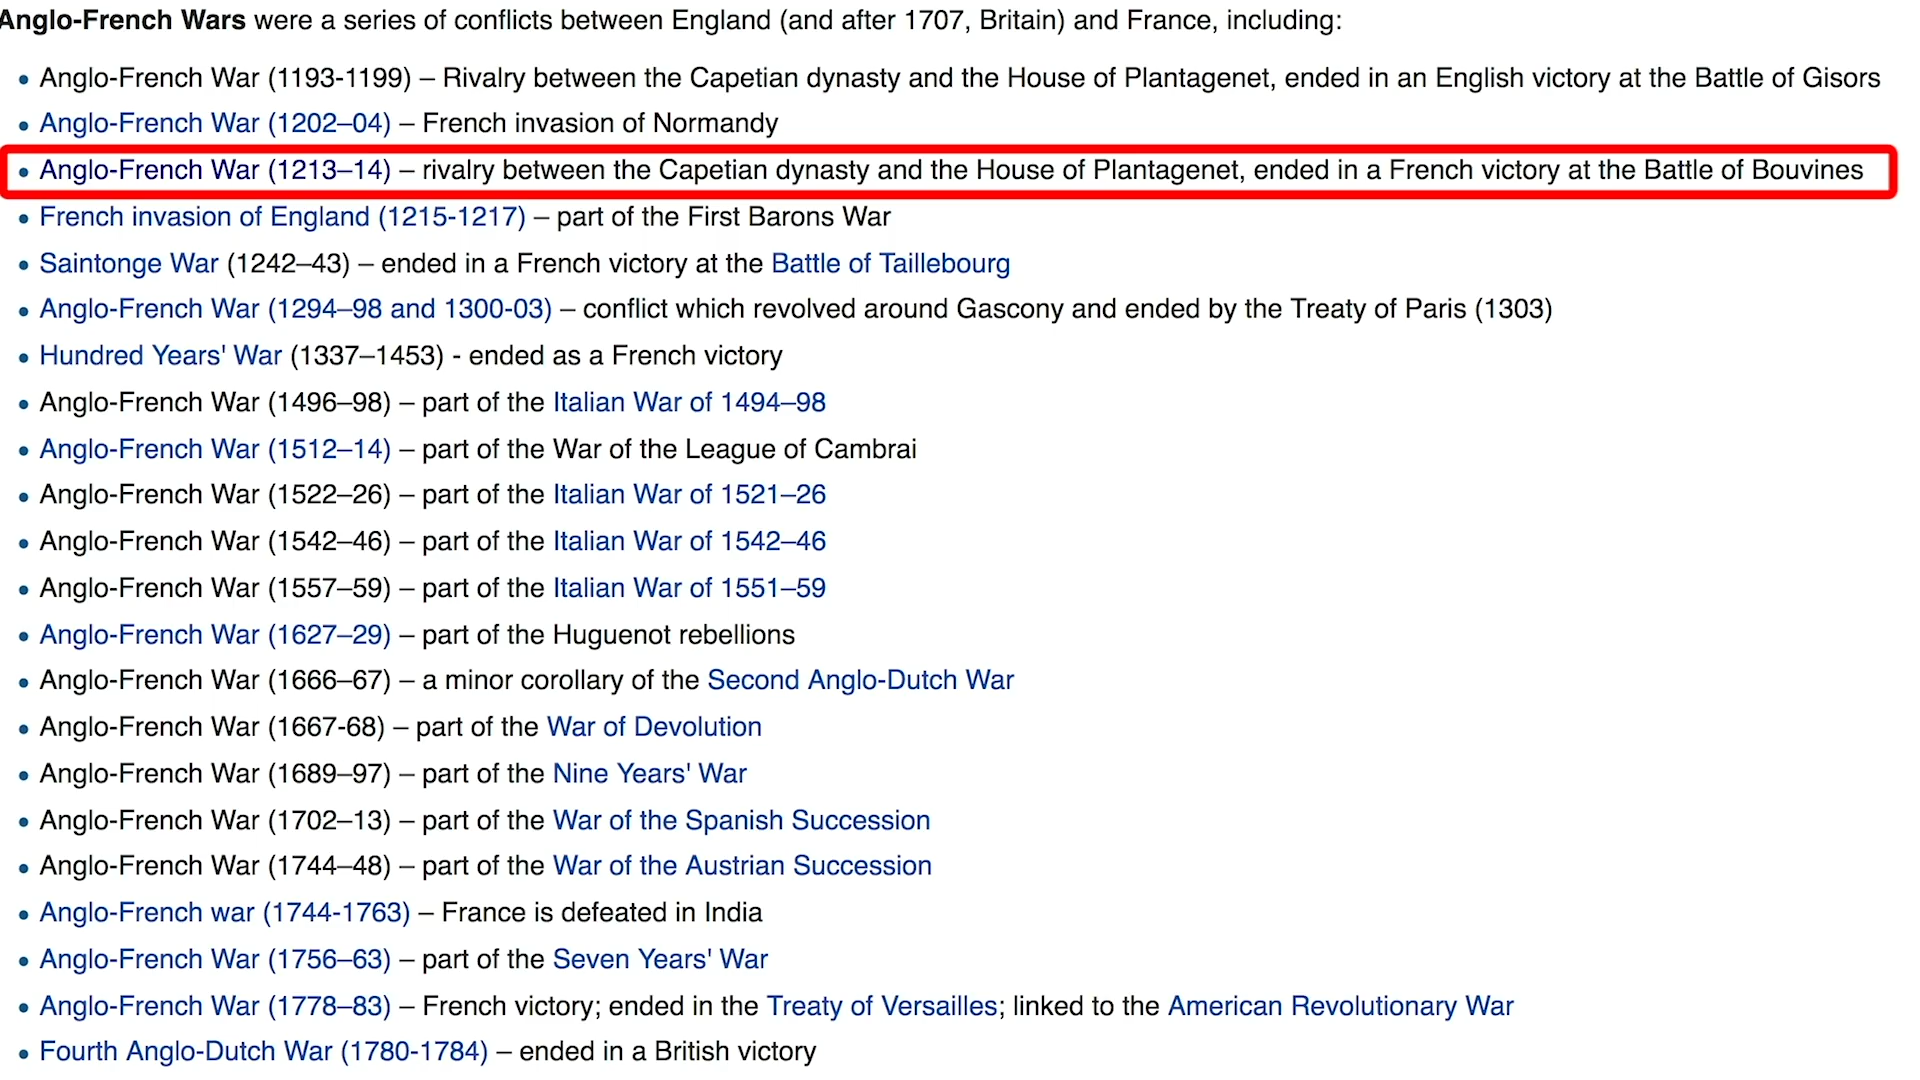 Anglo-French Wars were a series of conflicts between England (and after 1707, Britain) and France, including:
• Anglo-French War (1193-1199) – Rivalry between the Capetian dynasty and the House of Plantagenet, ended in an English victory at the Battle of Gisors
• Anglo-French War (1202–04) – French invasion of Normandy
• Anglo-French War (1213–14) – rivalry between the Capetian dynasty and the House of Plantagenet, ended in a French victory at the Battle of Bouvines
• French invasion of England (1215-1217) – part of the First Barons War
• Saintonge War (1242–43) – ended in a French victory at the Battle of Taillebourg
• Anglo-French War (1294–98 and 1300-03) – conflict which revolved around Gascony and ended by the Treaty of Paris (1303)
• Hundred Years' War (1337–1453) - ended as a French victory
• Anglo-French War (1496–98) – part of the Italian War of 1494–98
• Anglo-French War (1512–14) – part of the War of the League of Cambrai
• Anglo-French War (1522–26) – part of the Italian War of 1521–26
• Anglo-French War (1542–46) – part of the Italian War of 1542–46
• Anglo-French War (1557–59) – part of the Italian War of 1551–59
• Anglo-French War (1627–29) – part of the Huguenot rebellions
• Anglo-French War (1666–67) – a minor corollary of the Second Anglo-Dutch War
• Anglo-French War (1667-68) – part of the War of Devolution
• Anglo-French War (1689–97) – part of the Nine Years' War
• Anglo-French War (1702–13) – part of the War of the Spanish Succession
• Anglo-French War (1744–48) – part of the War of the Austrian Succession
• Anglo-French war (1744-1763) – France is defeated in India
• Anglo-French War (1756–63) – part of the Seven Years' War
• Anglo-French War (1778–83) – French victory; ended in the Treaty of Versailles; linked to the American Revolutionary War
• Fourth Anglo-Dutch War (1780-1784) – ended in a British victory